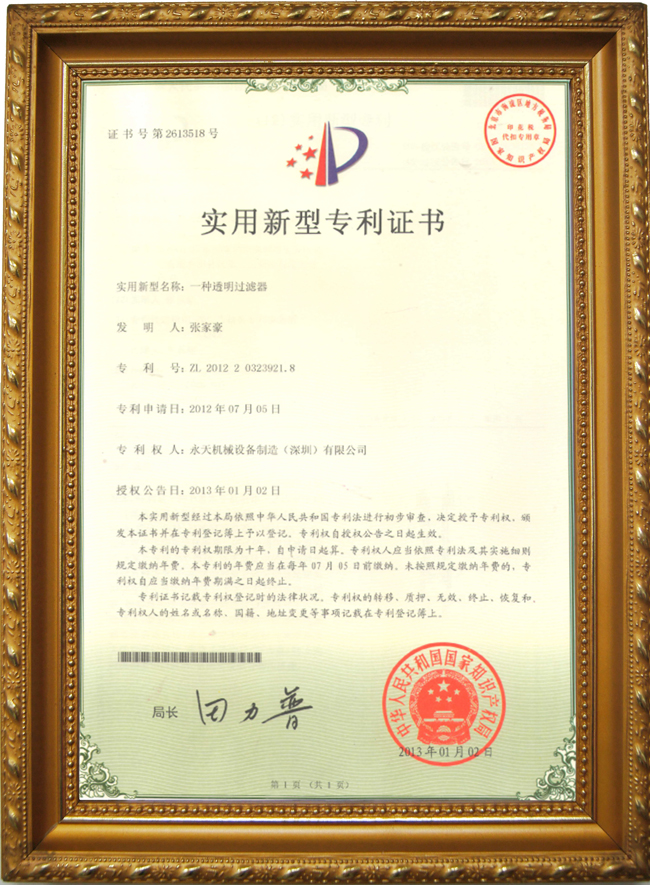 证书号第2613518号
印花税
代扣专用章
国家知识产权局
实用新型专利证书
实用新型名称：一种透明过滤器
发明人：张家豪
专利号：ZL 2012 2 0323921.8
专利申请日：2012年07月05日
专利权人：永天机械设备制造（深圳）有限公司
授权公告日：2013年01月02日
本实用新型经过本局依照中华人民共和国专利法进行初步审查，决定授予专利权，颁
发本证书并在专利登记簿上予以登记。专利权自授权公告之日起生效。
本专利的专利权期限为十年，自申请日起算。专利权人应当依照专利法及其实施细则
规定缴纳年费。本专利的年费应当在每年07月05日前缴纳。未按照规定缴纳年费的，专
利权自应当缴纳年费期满之日起终止。
专利证书记载专利权登记时的法律状况。专利权的转移、质押、无效、终止、恢复和
专利权人的姓名或名称、国籍、地址变更等事项记载在专利登记簿上。
局长
田力普
中华人民共和国国家知识产权局
2013年01月02日
第1页（共1页）